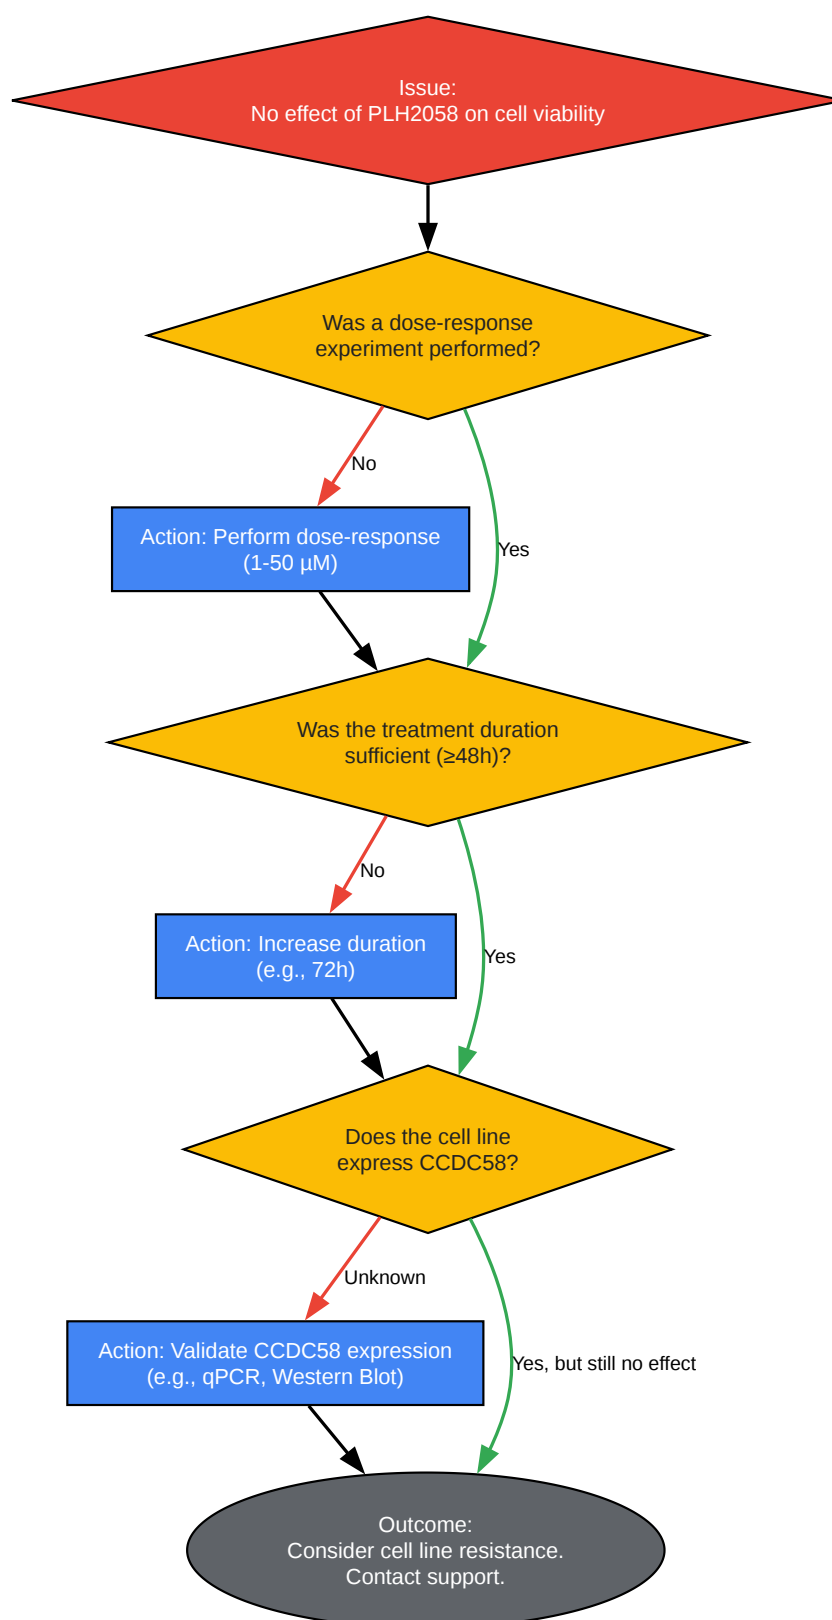 Issue:
No effect of PLH2058 on cell viability
Was a dose-response
experiment performed?
No
Yes
Action: Perform dose-response
(1-50 µM)
Was the treatment duration
sufficient (≥48h)?
No
Yes
Action: Increase duration
(e.g., 72h)
Does the cell line
express CCDC58?
Unknown
Yes, but still no effect
Action: Validate CCDC58 expression
(e.g., qPCR, Western Blot)
Outcome:
Consider cell line resistance.
Contact support.